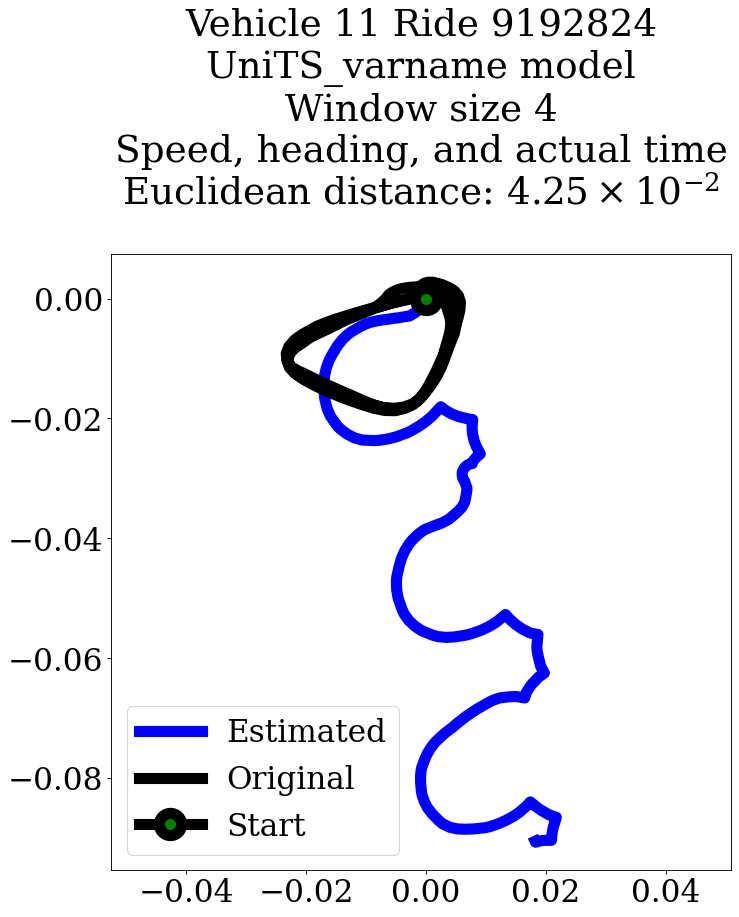 Vehicle 11 Ride 9192824
UniTS_varname model
Window size 4
Speed, heading, and actual time
Euclidean distance: 4.25 × 10⁻²
0.00
−0.02
−0.04
−0.06
−0.08
Estimated
Original
Start
−0.04 −0.02 0.00 0.02 0.04